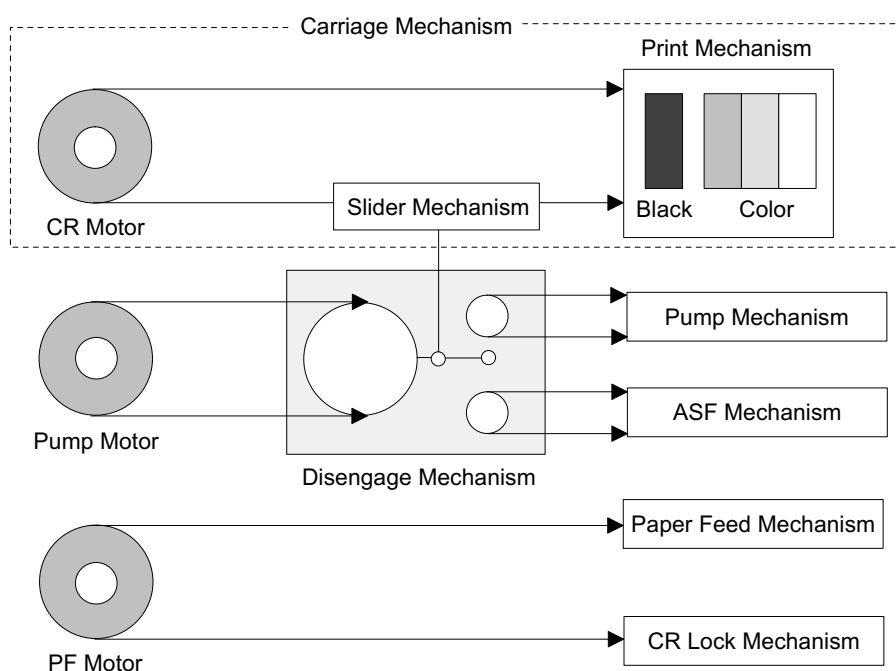 Carriage Mechanism
Print Mechanism
Slider Mechanism
Black
Color
CR Motor
Pump Mechanism
ASF Mechanism
Pump Motor
Disengage Mechanism
Paper Feed Mechanism
CR Lock Mechanism
PF Motor